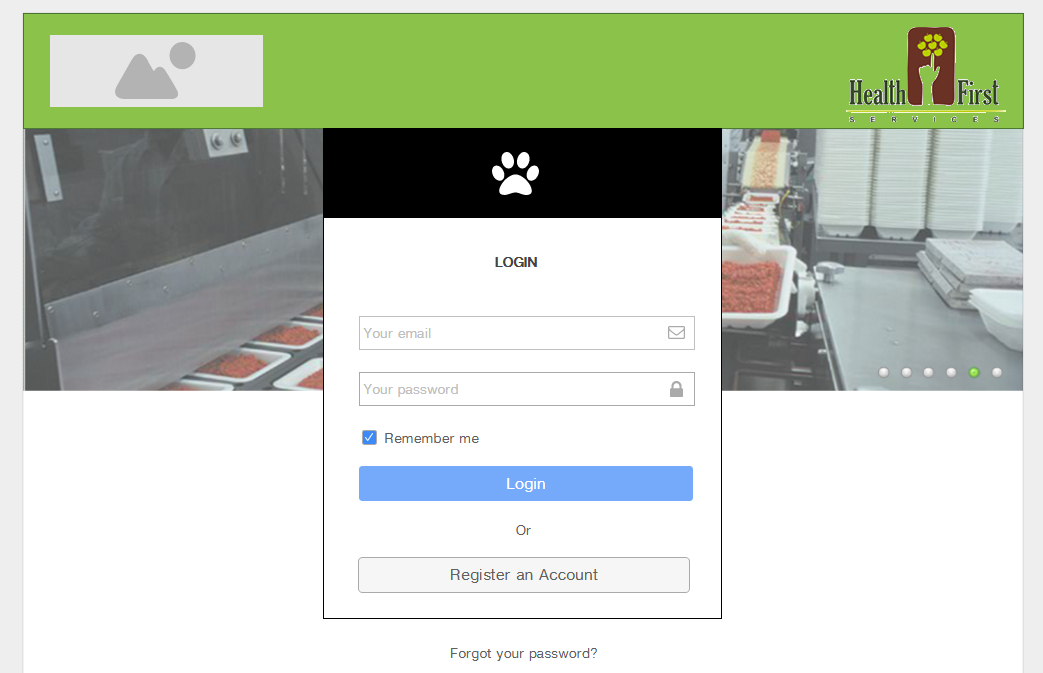 Health First
SERVICES
LOGIN
Your email
Your password
Remember me
Login
Or
Register an Account
Forgot your password?